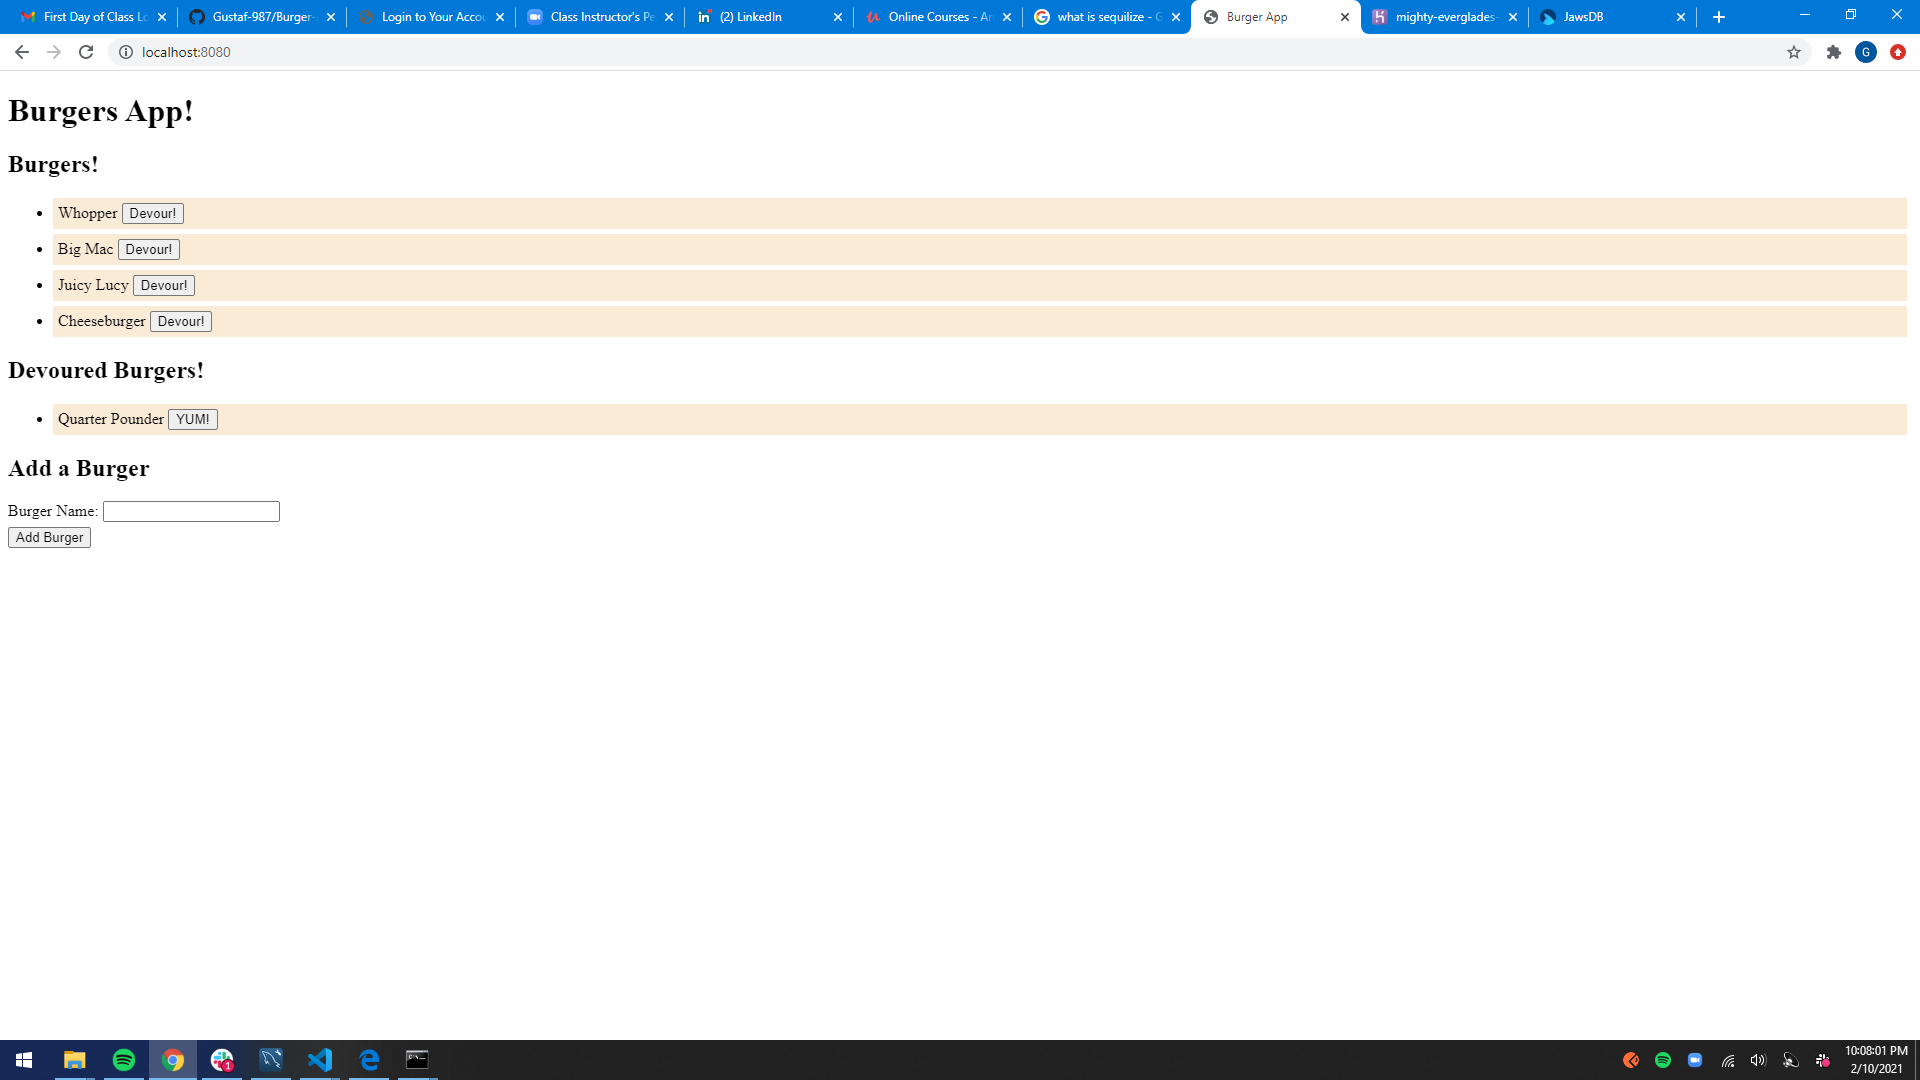 First Day of Class Lo
Gustaf-987/Burger-
Login to Your Accou
Class Instructor's Pe
in
(2) LinkedIn
Online Courses - An
what is sequilize - G
Burger App
mighty-everglades-
JawsDB
localhost:8080
G
Burgers App!
Burgers!
Whopper Devour!
Big Mac Devour!
Juicy Lucy Devour!
Cheeseburger Devour!
Devoured Burgers!
Quarter Pounder YUM!
Add a Burger
Burger Name:
Add Burger
1
10:08:01 PM
2/10/2021